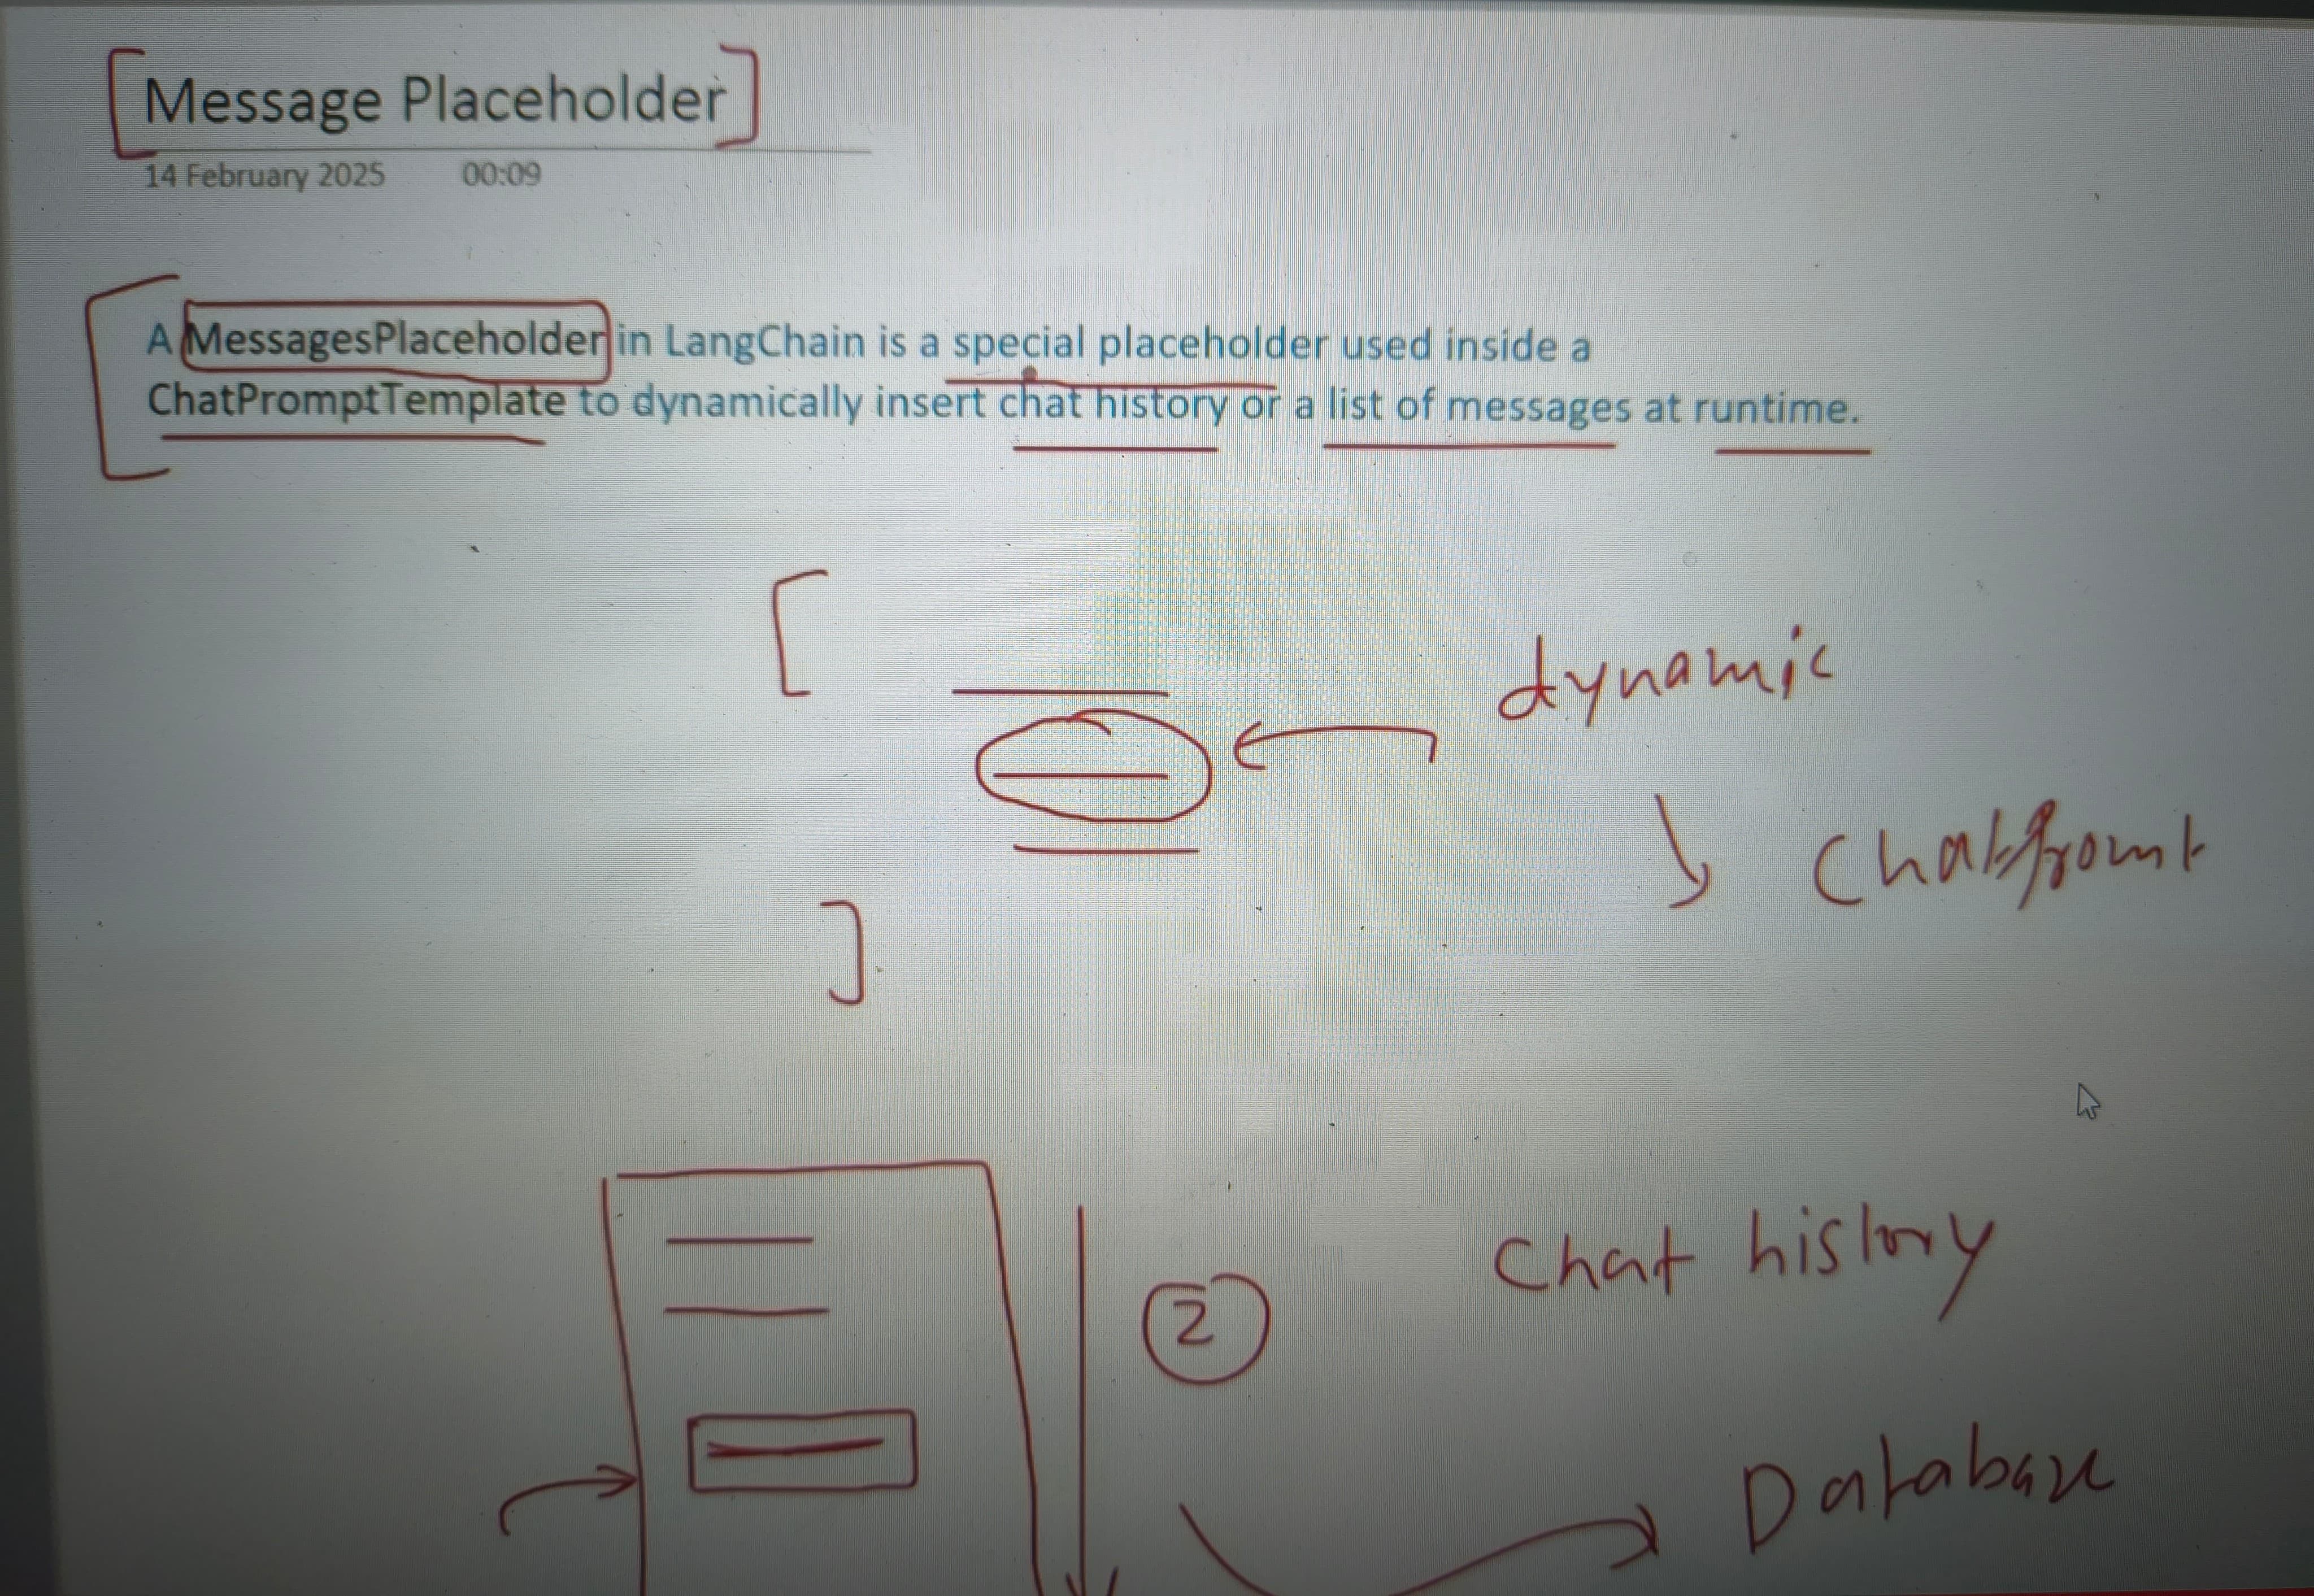 Message Placeholder
14 February 2025 00:09
A MessagesPlaceholder in LangChain is a special placeholder used inside a
ChatPromptTemplate to dynamically insert chat history or a list of messages at runtime.
dynamic
Chatpromt
2
Chat history
Database